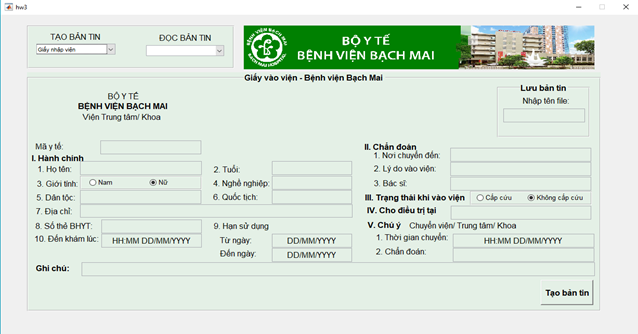 hw3
TẠO BẢN TIN
ĐỌC BẢN TIN
Giấy nhập viện
BỆNH VIỆN BẠCH MAI
BACH MAI HOSPITAL
BỘ Y TẾ
BỆNH VIỆN BẠCH MAI
Giấy vào viện - Bệnh viện Bạch Mai
BỘ Y TẾ
BỆNH VIỆN BẠCH MAI
Viện Trung tâm/ Khoa
Lưu bản tin
Nhập tên file:
Mã y tế:
I. Hành chính
1. Họ tên:
2. Tuổi:
3. Giới tính:
Nam
Nữ
4. Nghề nghiệp:
5. Dân tộc:
6. Quốc tịch:
7. Địa chỉ:
8. Số thẻ BHYT:
9. Hạn sử dụng
10. Đến khám lúc:
HH:MM DD/MM/YYYY
Từ ngày:
DD/MM/YYYY
Đến ngày:
DD/MM/YYYY
II. Chẩn đoán
1. Nơi chuyển đến:
2. Lý do vào viện:
3. Bác sĩ:
III. Trạng thái khi vào viện
Cấp cứu
Không cấp cứu
IV. Cho điều trị tại
V. Chú ý
Chuyển viện/ Trung tâm/ Khoa
1. Thời gian chuyển:
HH:MM DD/MM/YYYY
2. Chẩn đoán:
Ghi chú:
Tạo bản tin